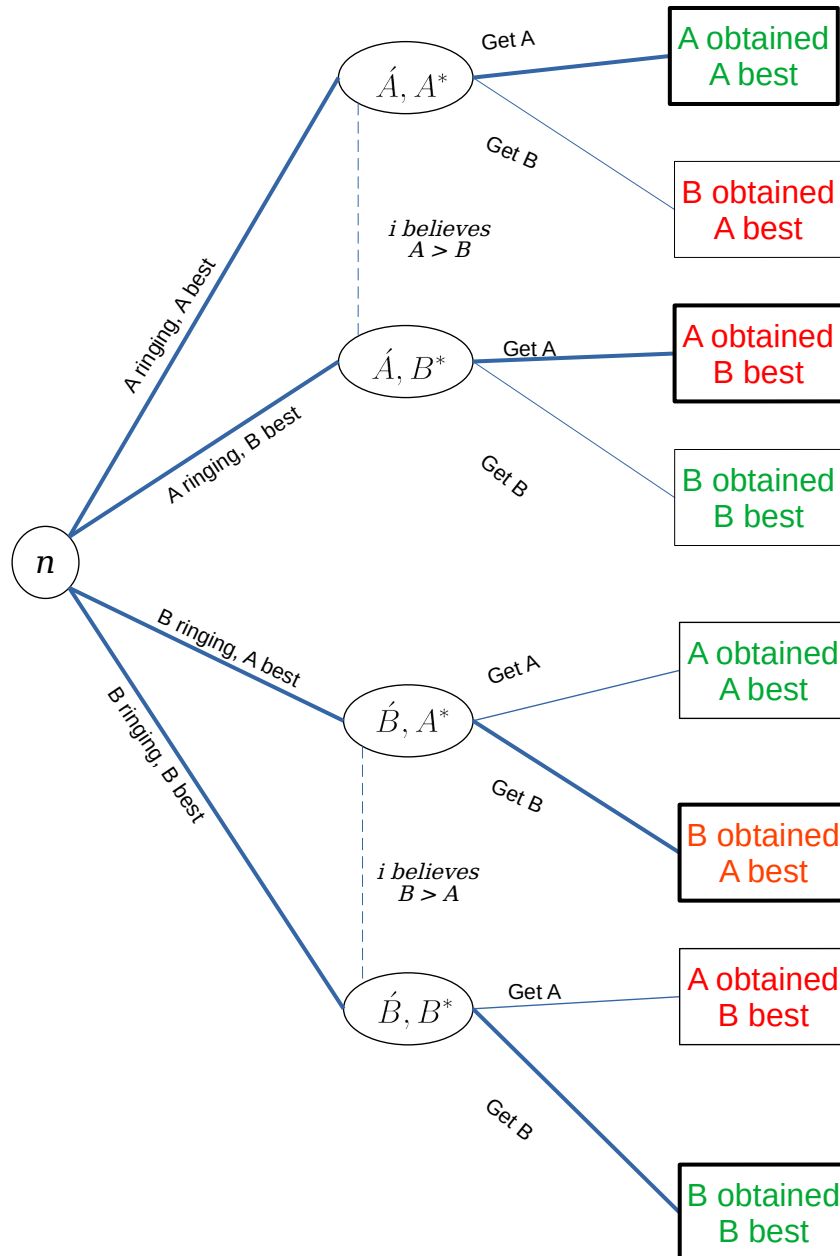 Get A
A obtained
A best
Á, A*
A ringing, A best
Get B
B obtained
A best
i believes
A > B
Get A
A obtained
B best
Á, B*
A ringing, B best
Get B
B obtained
B best
n
B ringing, A best
Get A
A obtained
A best
B́, A*
B ringing, B best
Get B
B obtained
A best
i believes
B > A
Get A
A obtained
B best
B́, B*
Get B
B obtained
B best